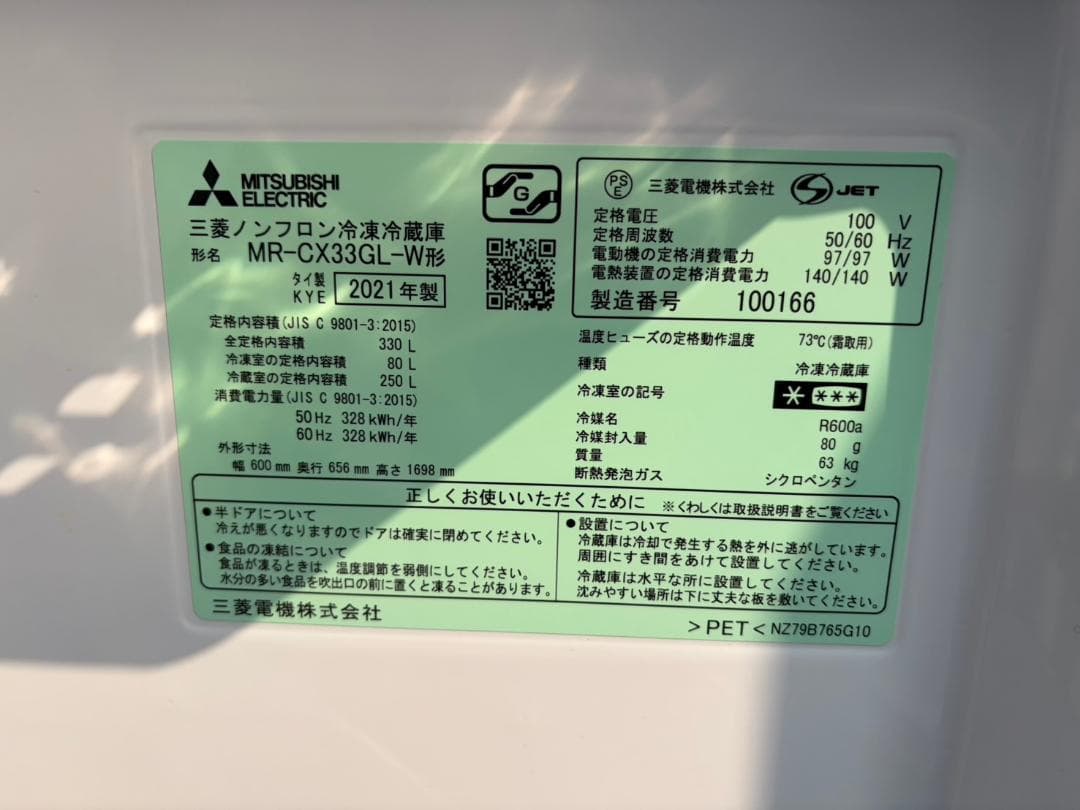 MITSUBISHI
ELECTRIC
三菱ノンフロン冷凍冷蔵庫
形名 MR-CX33GL-W形
タイ製
KYE 2021年製
G
定格内容積(JIS C 9801-3:2015)
全定格内容積 330 L
冷凍室の定格内容積 80 L
冷蔵室の定格内容積 250 L
消費電力量(JIS C 9801-3:2015)
50 Hz 328 kWh/年
60 Hz 328 kWh/年
外形寸法
幅 600 mm 奥行 656 mm 高さ 1698 mm
PSE 三菱電機株式会社 JET
定格電圧 100 V
定格周波数 50/60 Hz
電動機の定格消費電力 97/97 W
電熱装置の定格消費電力 140/140 W
製造番号 100166
温度ヒューズの定格動作温度 73℃(霜取用)
種類 冷凍冷蔵庫
冷凍室の記号 * ***
冷媒名 R600a
冷媒封入量 80 g
質量 63 kg
断熱発泡ガス シクロペンタン
正しくお使いいただくために ※くわしくは取扱説明書をご覧ください
●半ドアについて
冷えが悪くなりますのでドアは確実に閉めてください。
●食品の凍結について
食品が凍るときは、温度調節を弱側にしてください。
水分の多い食品を吹出口の前に置くと凍ることがあります。
●設置について
冷蔵庫は冷却で発生する熱を外に逃がしています。
周囲にすき間をあけて設置してください。
冷蔵庫は水平な所に設置してください。
沈みやすい場所は下に丈夫な板を敷いてください。
三菱電機株式会社
>PET< NZ79B765G10